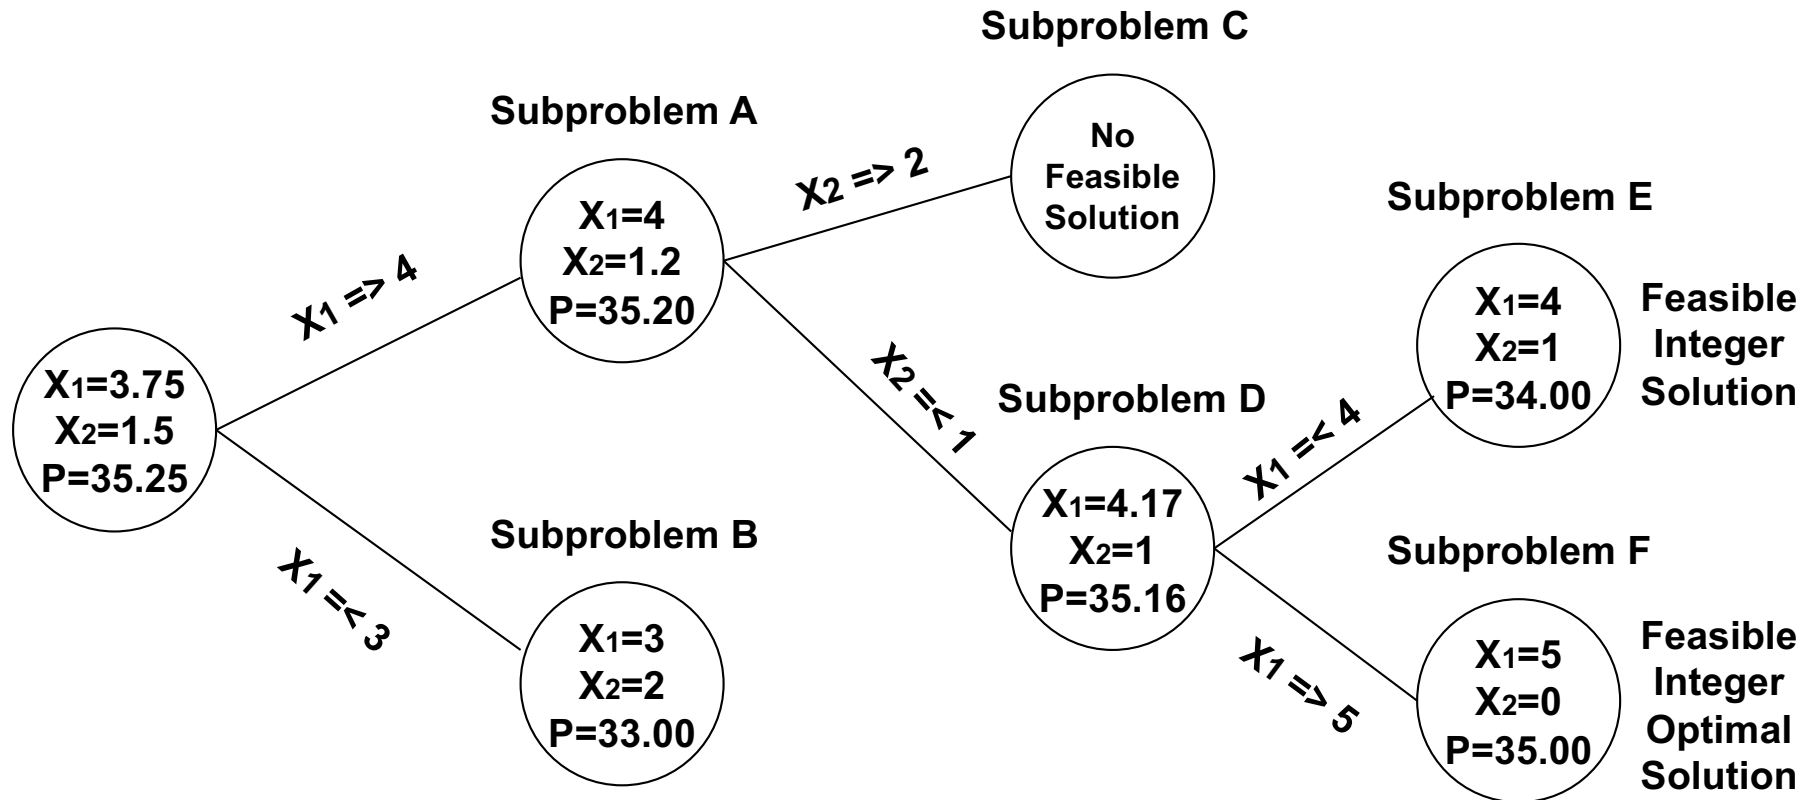 X1=3.75
X2=1.5
P=35.25
X1 => 4
X1 =< 3
Subproblem A
X1=4
X2=1.2
P=35.20
Subproblem B
X1=3
X2=2
P=33.00
X2 => 2
X2 =< 1
Subproblem C
No
Feasible
Solution
Subproblem D
X1=4.17
X2=1
P=35.16
X1 =< 4
X1 => 5
Subproblem E
X1=4
X2=1
P=34.00
Feasible
Integer
Solution
Subproblem F
X1=5
X2=0
P=35.00
Feasible
Integer
Optimal
Solution